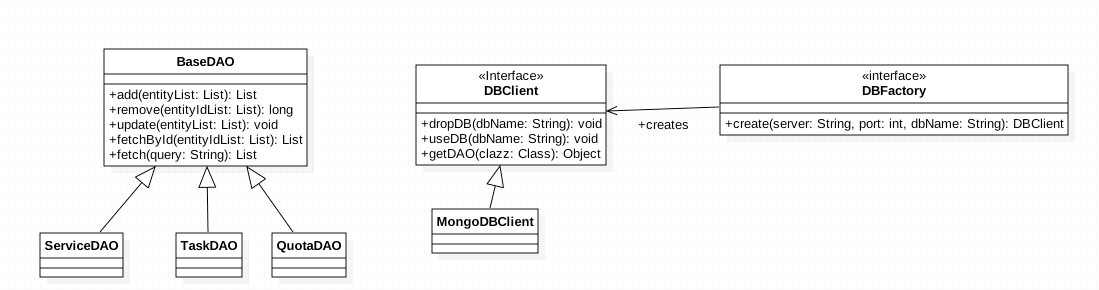 BaseDAO
+add(entityList: List): List
+remove(entityIdList: List): long
+update(entityList: List): void
+fetchById(entityIdList: List): List
+fetch(query: String): List
ServiceDAO
TaskDAO
QuotaDAO
«Interface»
DBClient
+dropDB(dbName: String): void
+useDB(dbName: String): void
+getDAO(clazz: Class): Object
MongoDBClient
+creates
«interface»
DBFactory
+create(server: String, port: int, dbName: String): DBClient